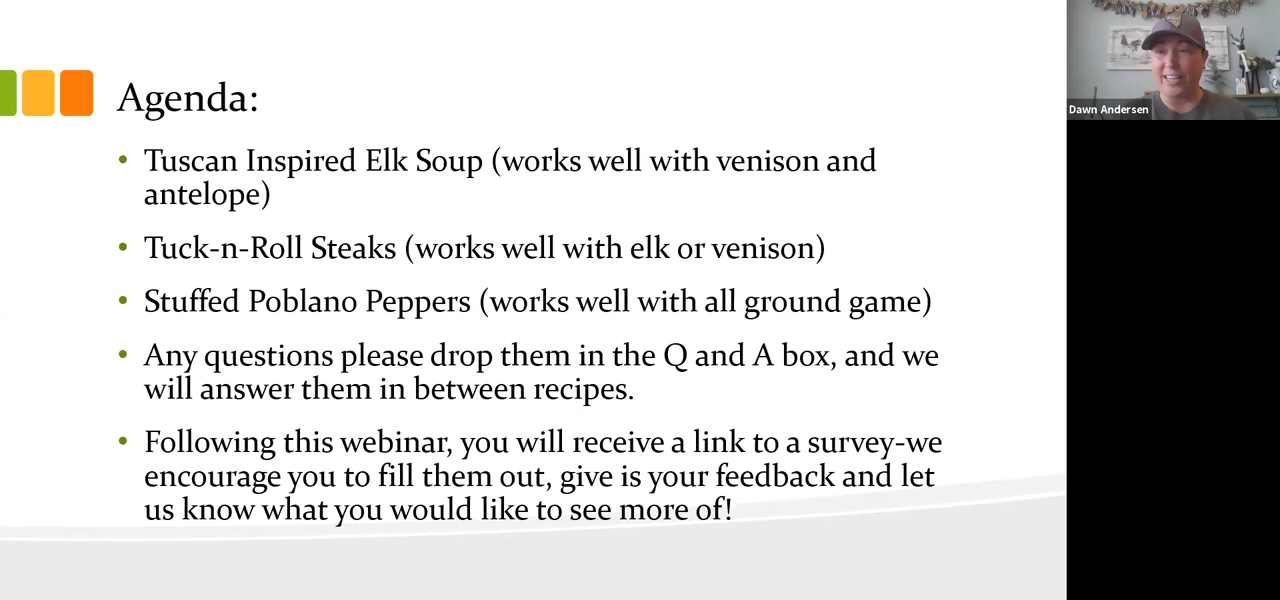 Agenda:
• Tuscan Inspired Elk Soup (works well with venison and
antelope)
• Tuck-n-Roll Steaks (works well with elk or venison)
• Stuffed Poblano Peppers (works well with all ground game)
• Any questions please drop them in the Q and A box, and we
will answer them in between recipes.
• Following this webinar, you will receive a link to a survey-we
encourage you to fill them out, give is your feedback and let
us know what you would like to see more of!
Dawn Andersen